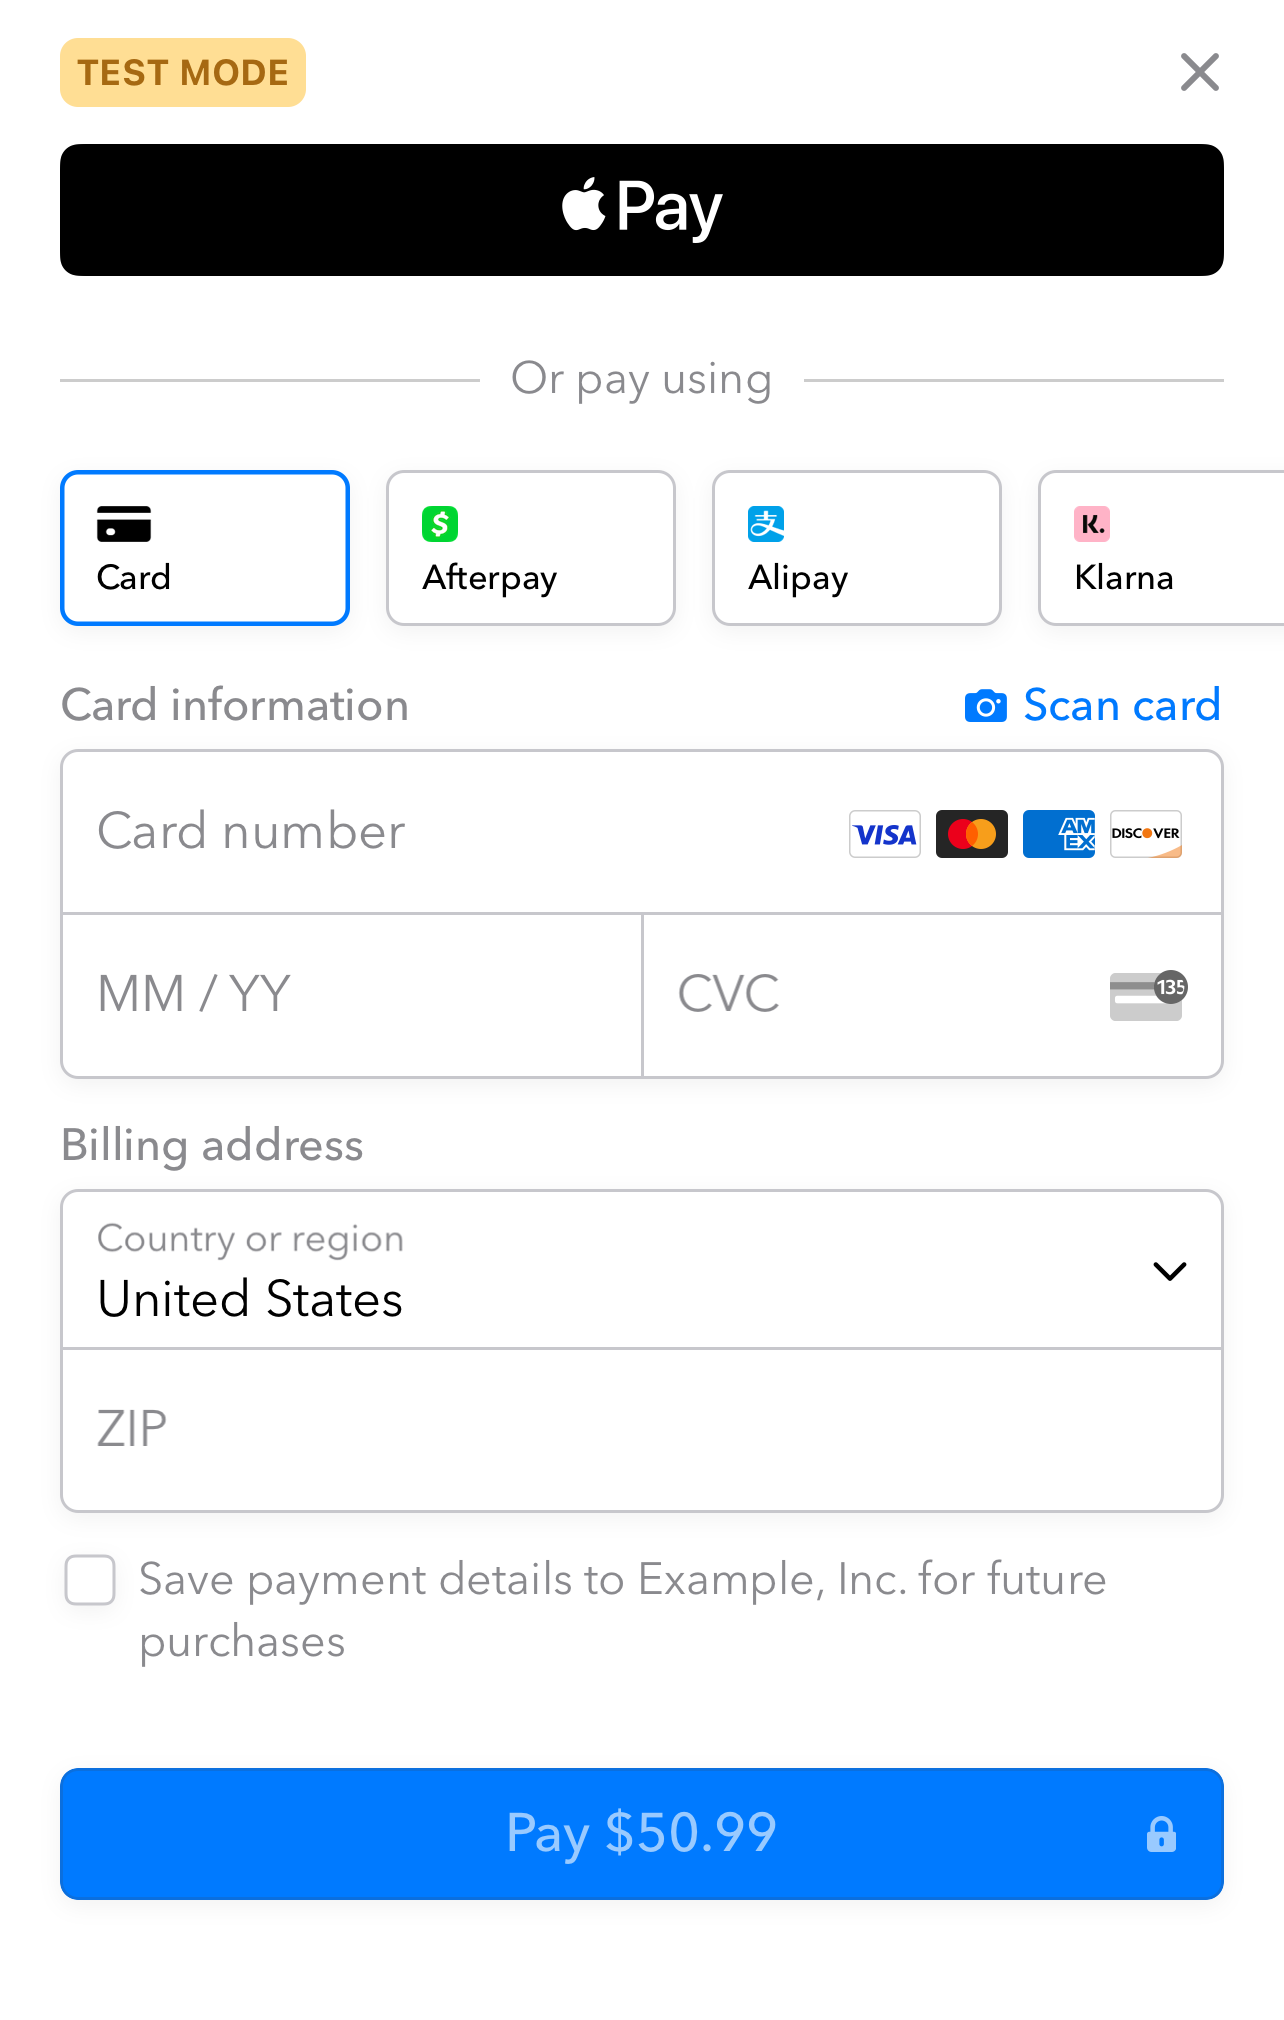 TEST MODE
Pay
Or pay using
Card
Afterpay
Alipay
Klarna
Card information
Scan card
Card number
VISA
AM
EX
DISCOVER
MM / YY
CVC
135
Billing address
Country or region
United States
ZIP
Save payment details to Example, Inc. for future
purchases
Pay $50.99